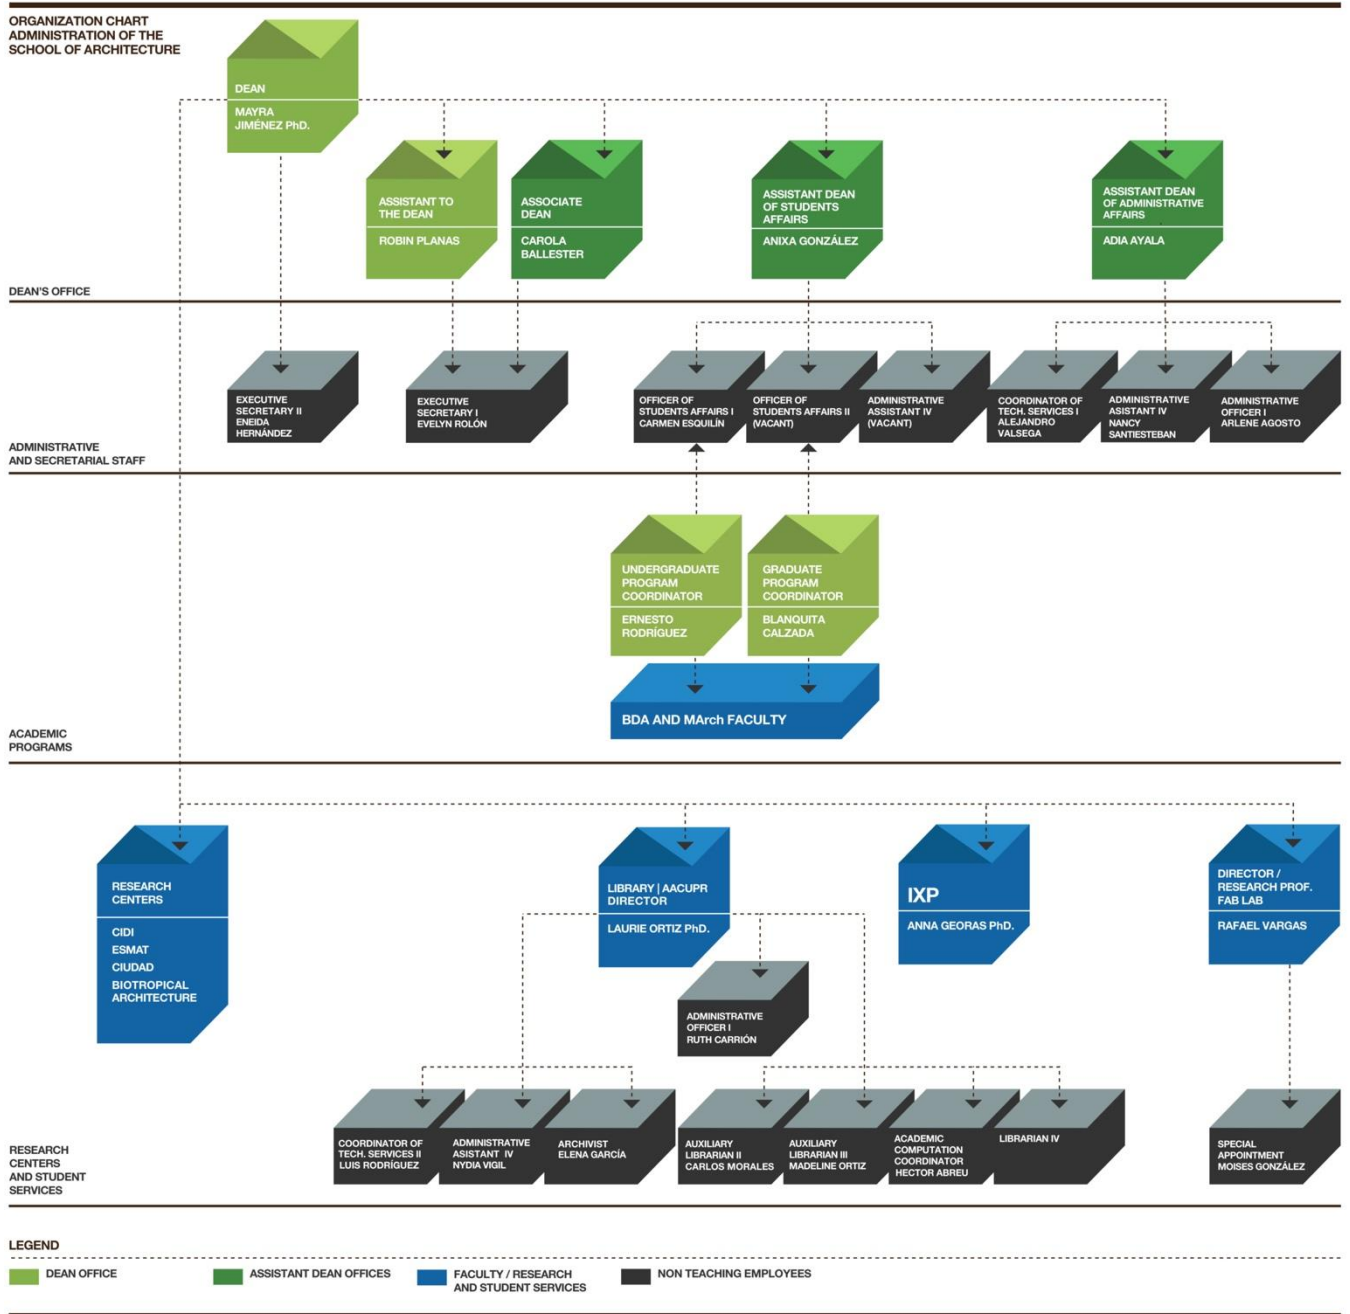 ORGANIZATION CHART
ADMINISTRATION OF THE
SCHOOL OF ARCHITECTURE
DEAN
MAYRA
JIMÉNEZ PhD.
ASSISTANT TO
THE DEAN
ROBIN PLANAS
ASSOCIATE
DEAN
CAROLA
BALLESTER
ASSISTANT DEAN
OF STUDENTS
AFFAIRS
ANIXA GONZÁLEZ
ASSISTANT DEAN
OF ADMINISTRATIVE
AFFAIRS
ADIA AYALA
DEAN'S OFFICE
EXECUTIVE
SECRETARY II
ENEIDA
HERNÁNDEZ
EXECUTIVE
SECRETARY I
EVELYN ROLÓN
OFFICER OF
STUDENTS AFFAIRS I
CARMEN ESQUILÍN
OFFICER OF
STUDENTS AFFAIRS II
(VACANT)
ADMINISTRATIVE
ASSISTANT IV
(VACANT)
COORDINATOR OF
TECH. SERVICES I
ALEJANDRO
VALSEGA
ADMINISTRATIVE
ASISTANT IV
NANCY
SANTIESTEBAN
ADMINISTRATIVE
OFFICER I
ARLENE AGOSTO
ADMINISTRATIVE
AND SECRETARIAL STAFF
UNDERGRADUATE
PROGRAM
COORDINATOR
ERNESTO
RODRÍGUEZ
GRADUATE
PROGRAM
COORDINATOR
BLANQUITA
CALZADA
BDA AND MArch FACULTY
ACADEMIC
PROGRAMS
RESEARCH
CENTERS
CIDI
ESMAT
CIUDAD
BIOTROPICAL
ARCHITECTURE
LIBRARY | AACUPR
DIRECTOR
LAURIE ORTIZ PhD.
IXP
ANNA GEORAS PhD.
DIRECTOR /
RESEARCH PROF.
FAB LAB
RAFAEL VARGAS
ADMINISTRATIVE
OFFICER I
RUTH CARRIÓN
COORDINATOR OF
TECH. SERVICES II
LUIS RODRÍGUEZ
ADMINISTRATIVE
ASISTANT IV
NYDIA VIGIL
ARCHIVIST
ELENA GARCÍA
AUXILIARY
LIBRARIAN II
CARLOS MORALES
AUXILIARY
LIBRARIAN III
MADELINE ORTIZ
ACADEMIC
COMPUTATION
COORDINATOR
HECTOR ABREU
LIBRARIAN IV
SPECIAL
APPOINTMENT
MOISES GONZÁLEZ
RESEARCH
CENTERS
AND STUDENT
SERVICES
LEGEND
DEAN OFFICE
ASSISTANT DEAN OFFICES
FACULTY / RESEARCH
AND STUDENT SERVICES
NON TEACHING EMPLOYEES